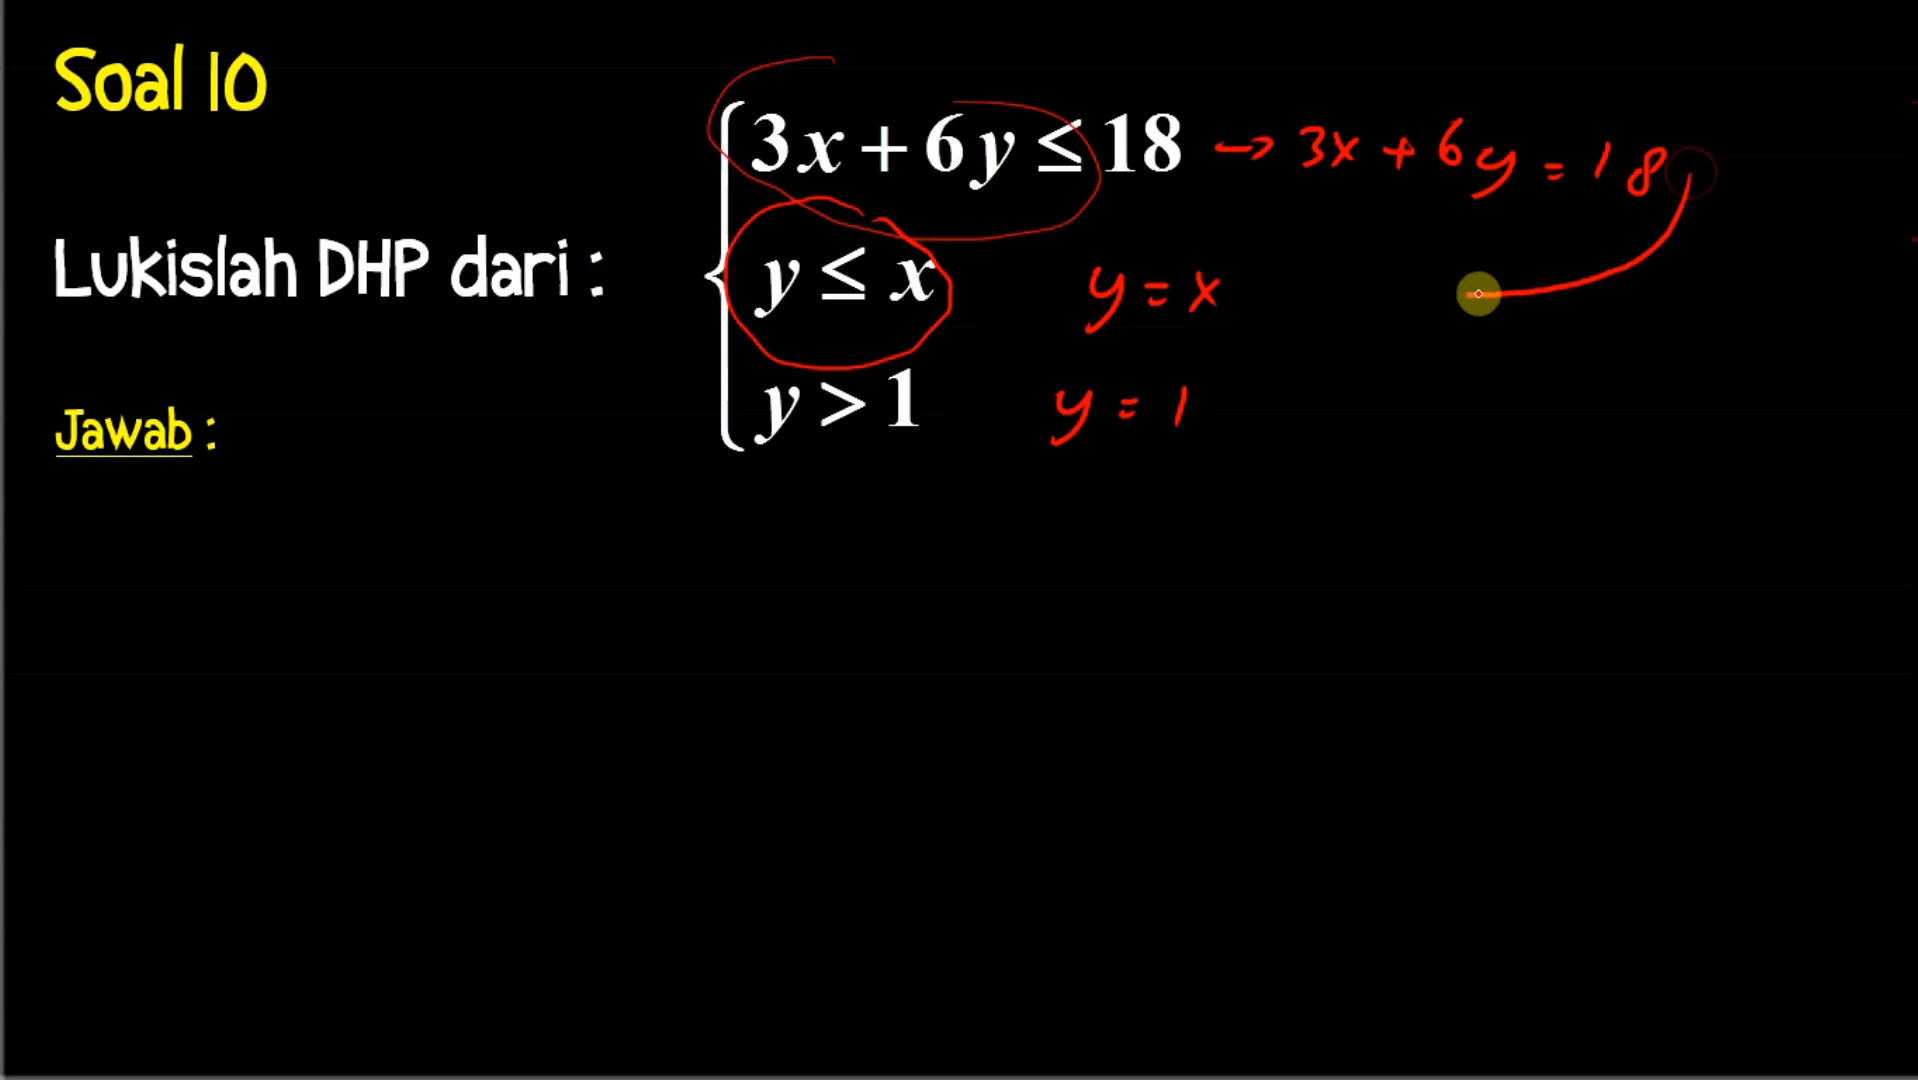 Soal 10
3x + 6y ≤ 18 → 3x + 6y = 18
Lukislah DHP dari : y ≤ x y = x
y > 1 y = 1
Jawab :